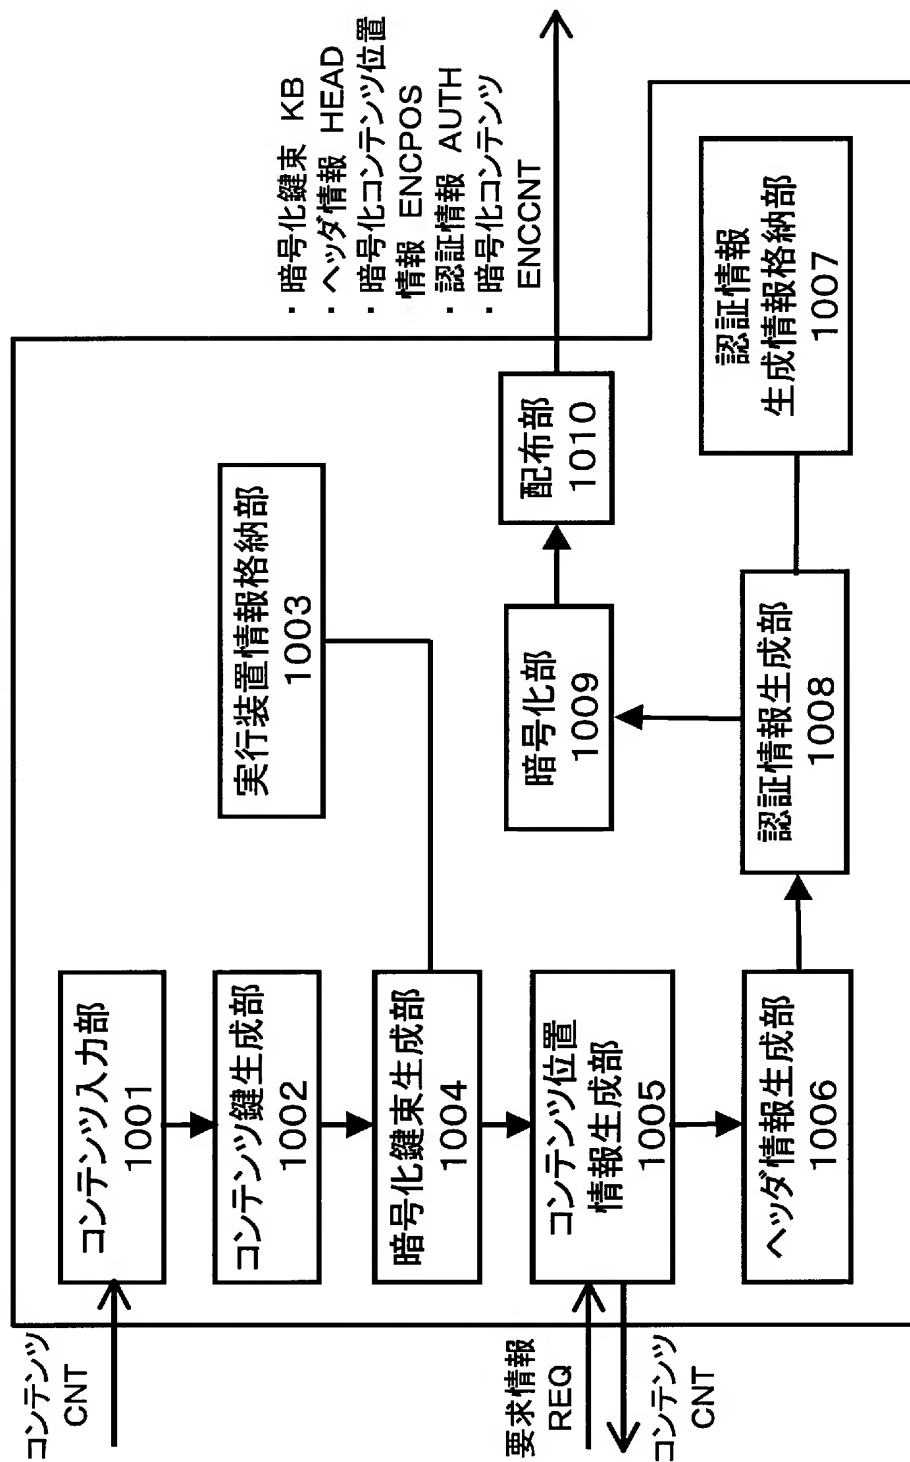 コンテンツ
CNT
コンテンツ入力部
1001
コンテンツ鍵生成部
1002
実行装置情報格納部
1003
暗号化鍵束生成部
1004
要求情報
REQ
コンテンツ
CNT
コンテンツ位置
情報生成部
1005
ヘッダ情報生成部
1006
認証情報生成部
1008
認証情報
生成情報格納部
1007
暗号化部
1009
配布部
1010
・ 暗号化鍵束 KB
・ ヘッダ情報 HEAD
・ 暗号化コンテンツ位置
情報 ENCPOS
・ 認証情報 AUTH
・ 暗号化コンテンツ
ENCCNT